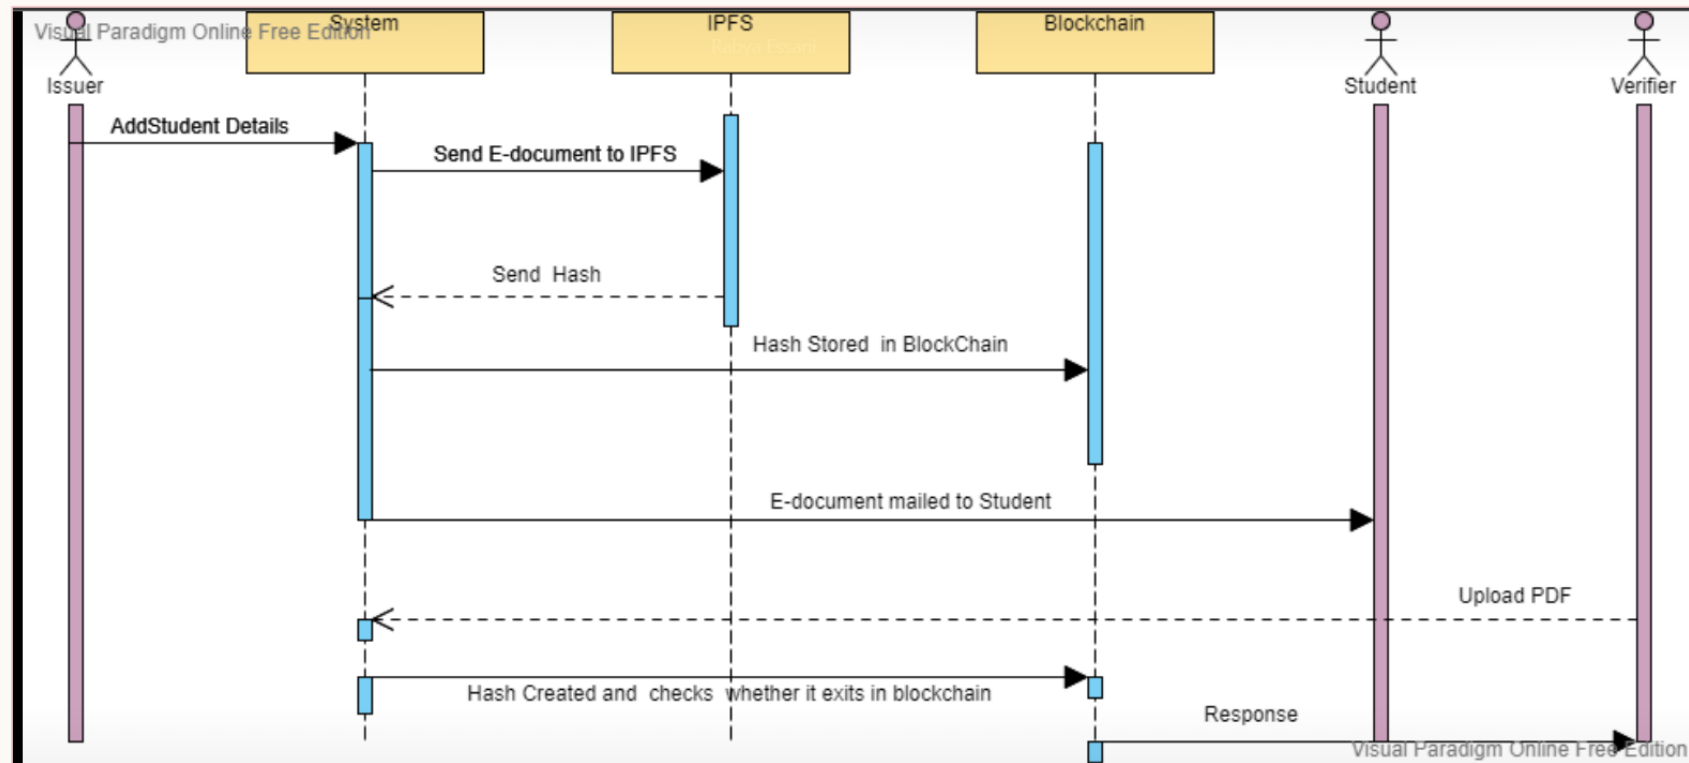 Visual Paradigm Online Free Edition
System
IPFS
Blockchain
Issuer
Student
Verifier
AddStudent Details
Send E-document to IPFS
Send  Hash
Hash Stored  in BlockChain
E-document mailed to Student
Upload PDF
Hash Created and  checks  whether it exits in blockchain
Response
Visual Paradigm Online Free Edition